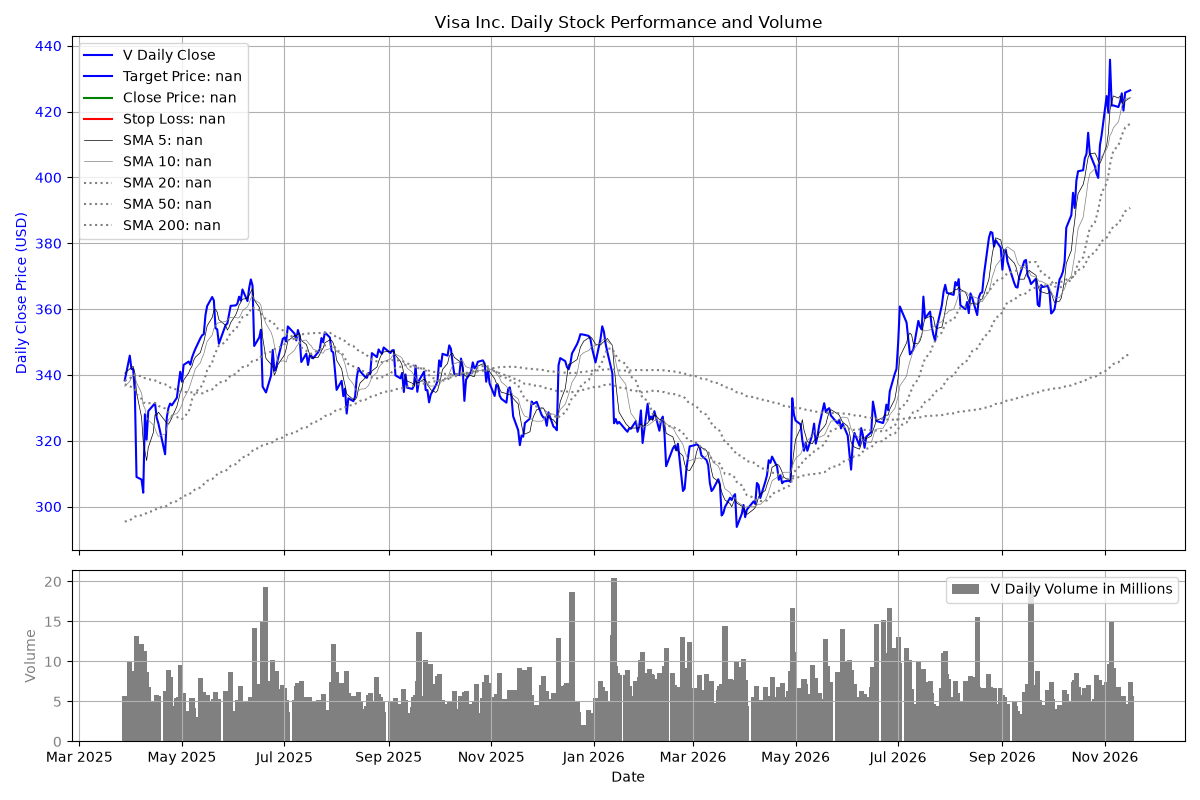 Visa Inc. Daily Stock Performance and Volume
440
420
400
380
360
340
320
300
Daily Close Price (USD)
V Daily Close
Target Price: nan
Close Price: nan
Stop Loss: nan
SMA 5: nan
SMA 10: nan
SMA 20: nan
SMA 50: nan
SMA 200: nan
20
15
10
5
0
Volume
V Daily Volume in Millions
Mar 2025 May 2025 Jul 2025 Sep 2025 Nov 2025 Jan 2026 Mar 2026 May 2026 Jul 2026 Sep 2026 Nov 2026
Date